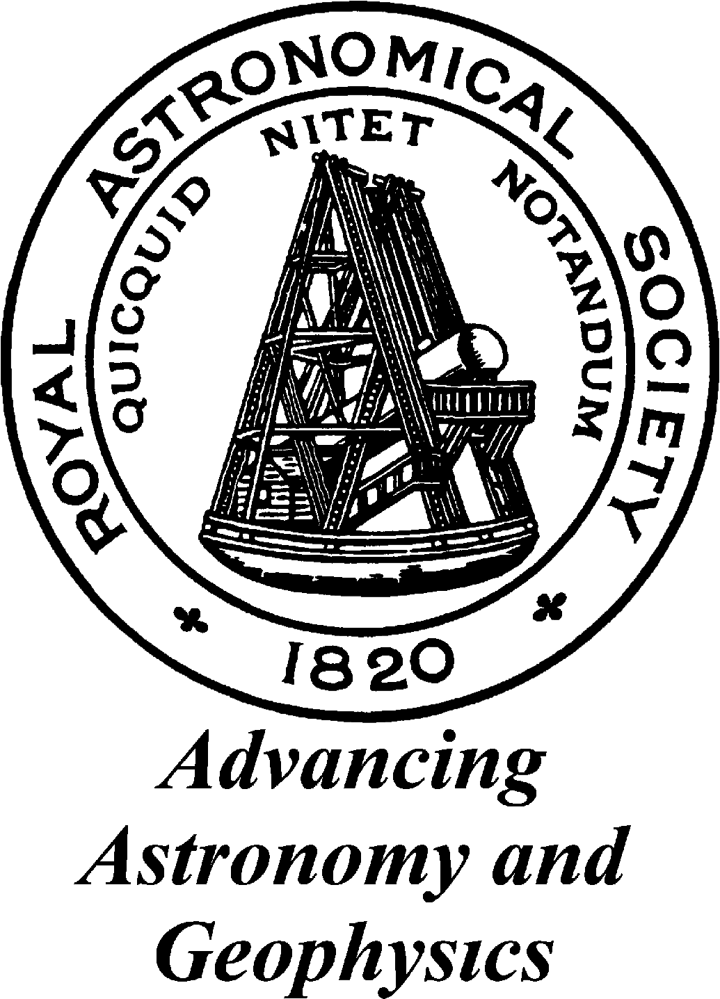 ROYAL ASTRONOMICAL SOCIETY
QUICQUID NITET NOTANDUM
1820
Advancing
Astronomy and
Geophysics